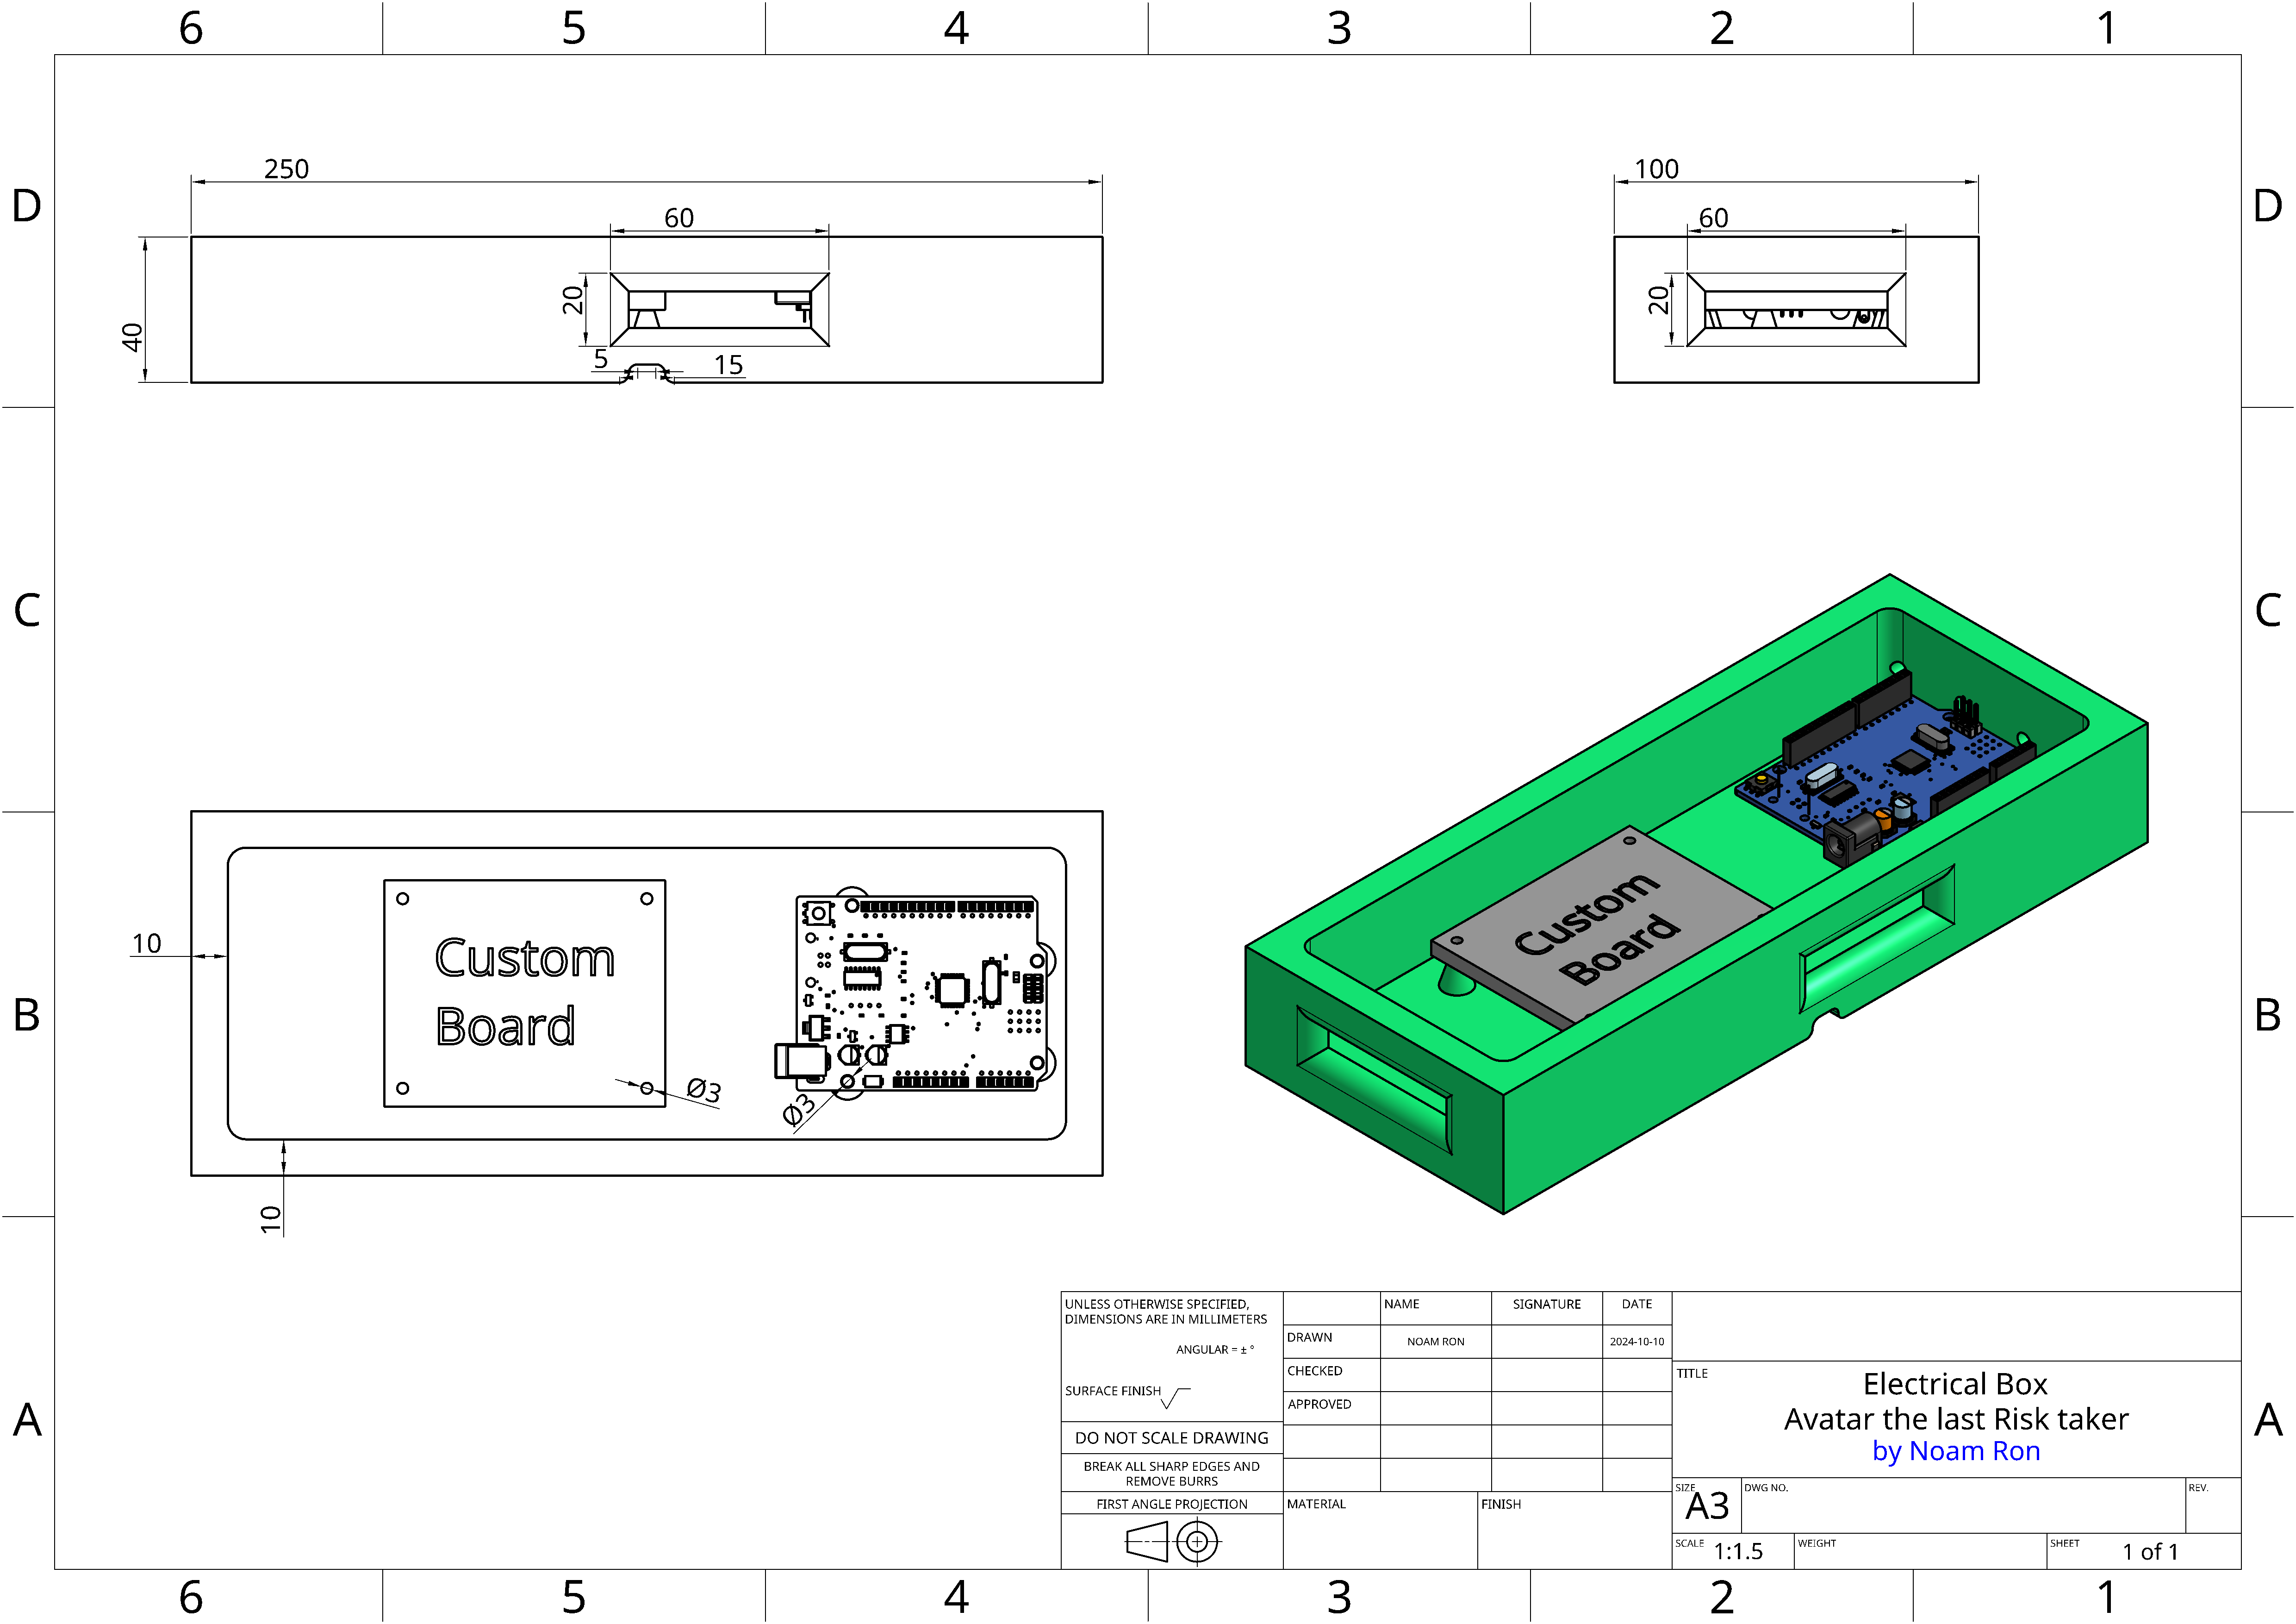 6 5 4 3 2 1
250
100
60
60
D
D
20
20
40
5
15
C
C
Custom
Board
10
Custom
Board
B
B
Ø3
Ø3
10
UNLESS OTHERWISE SPECIFIED,
DIMENSIONS ARE IN MILLIMETERS
ANGULAR = ± °
SURFACE FINISH
DO NOT SCALE DRAWING
BREAK ALL SHARP EDGES AND
REMOVE BURRS
FIRST ANGLE PROJECTION
NAME SIGNATURE DATE
DRAWN NOAM RON 2024-10-10
CHECKED
APPROVED
MATERIAL FINISH
TITLE
Electrical Box
Avatar the last Risk taker
by Noam Ron
SIZE
A3
DWG NO.
REV.
SCALE 1:1.5
WEIGHT
SHEET 1 of 1
A
A
6 5 4 3 2 1